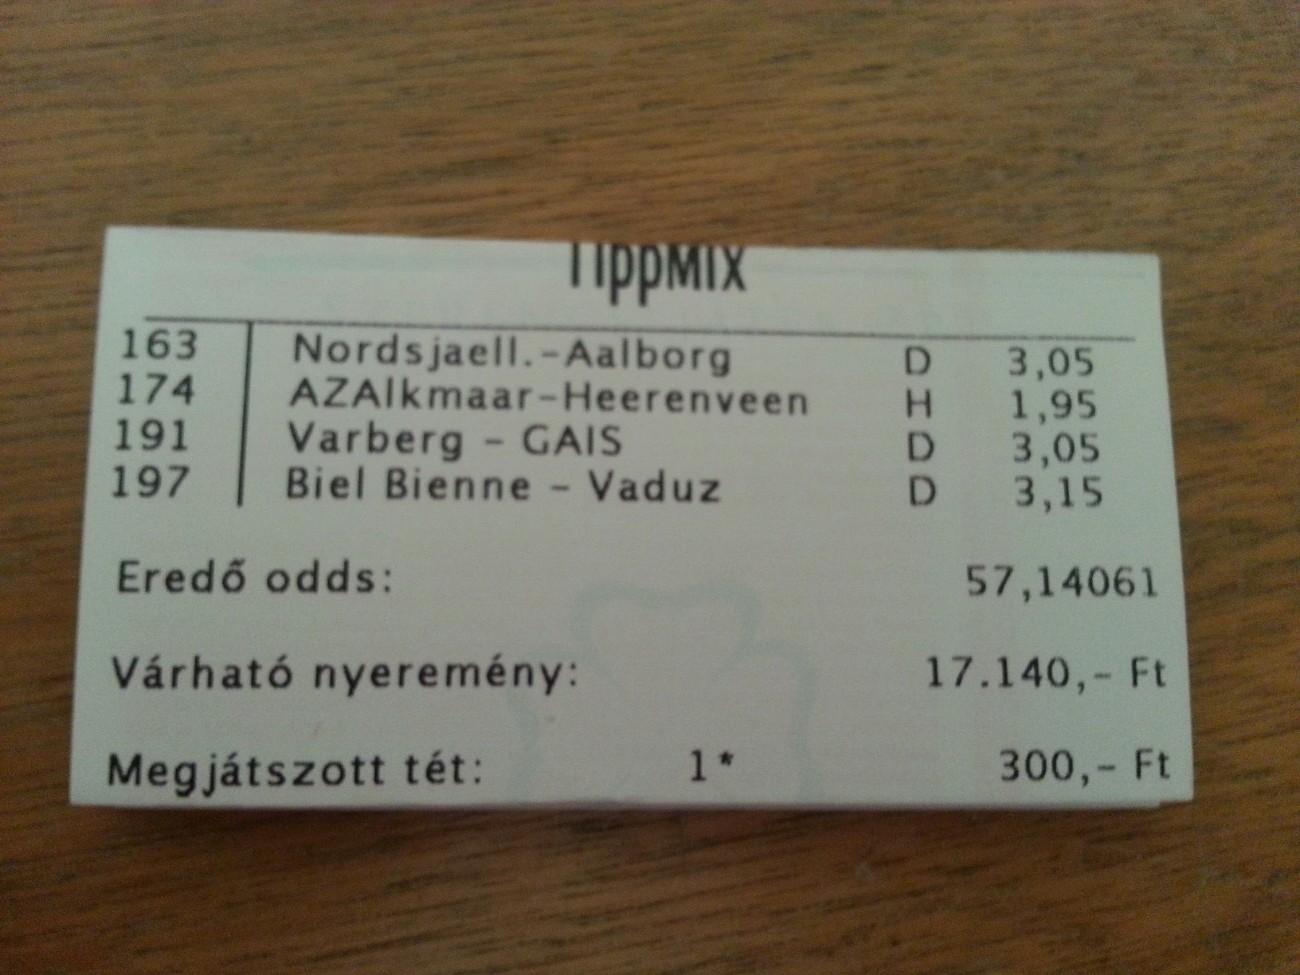 TippMIX
163 Nordsjaell.-Aalborg D 3,05
174 AZAlkmaar-Heerenveen H 1,95
191 Varberg - GAIS D 3,05
197 Biel Bienne - Vaduz D 3,15
Eredő odds: 57,14061
Várható nyeremény: 17.140,- Ft
Megjátszott tét: 1* 300,- Ft